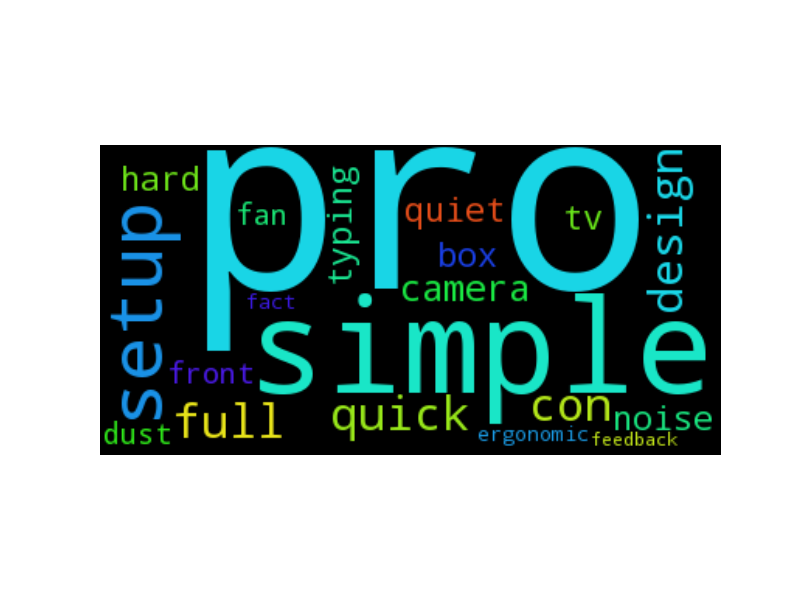 pro
simple
setup
design
hard
fan
typing
quiet
tv
box
camera
fact
front
full
quick
con
noise
dust
ergonomic
feedback